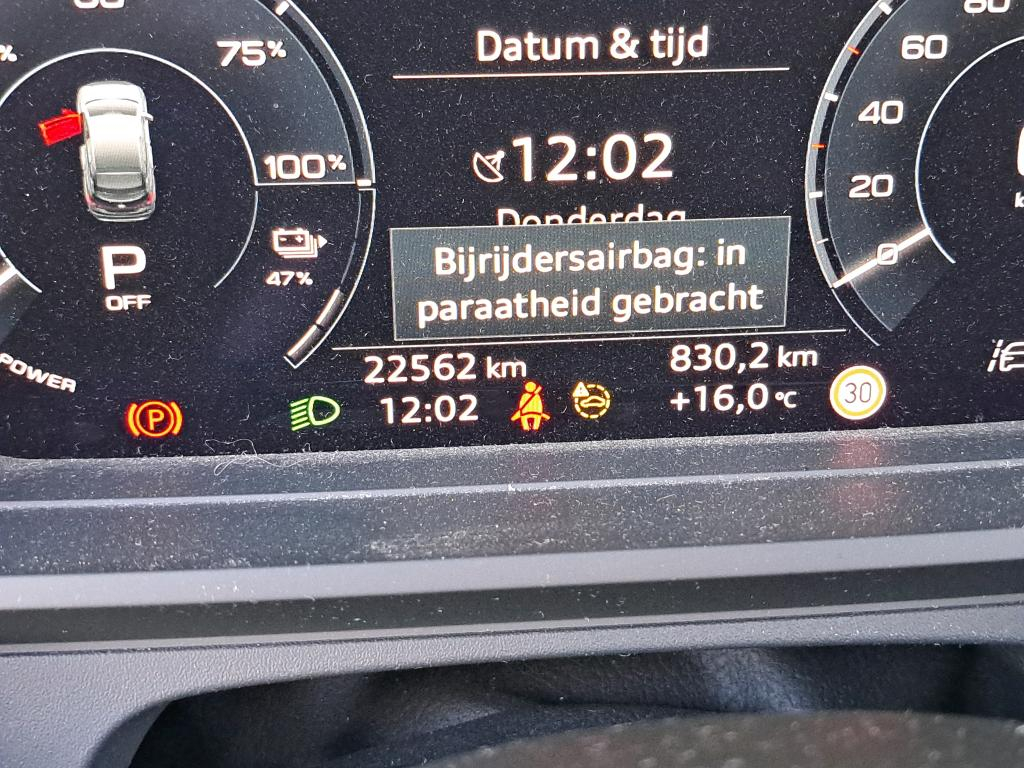 Datum & tijd
75%
60
40
100%
12:02
20
Donderdag
Bijrijdersairbag: in
paraatheid gebracht
0
P
OFF
47%
22562 km
830,2 km
POWER
P
12:02
+16,0 °C
30